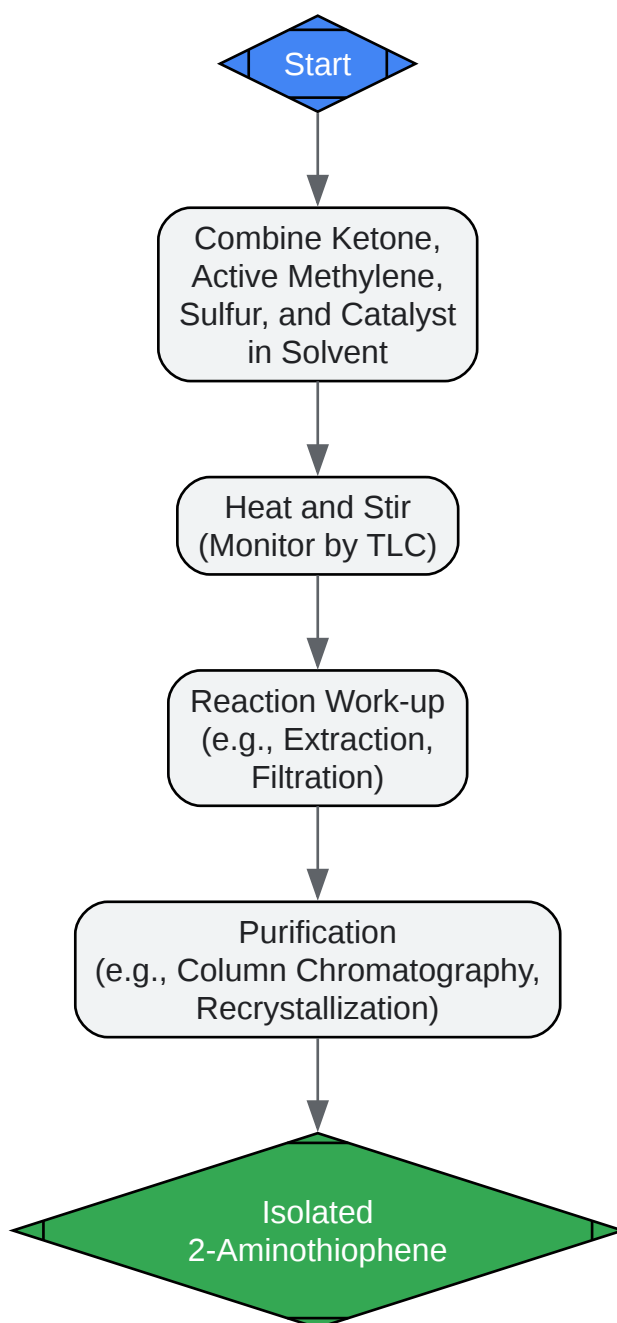 Start
Combine Ketone,
Active Methylene,
Sulfur, and Catalyst
in Solvent
Heat and Stir
(Monitor by TLC)
Reaction Work-up
(e.g., Extraction,
Filtration)
Purification
(e.g., Column Chromatography,
Recrystallization)
Isolated
2-Aminothiophene